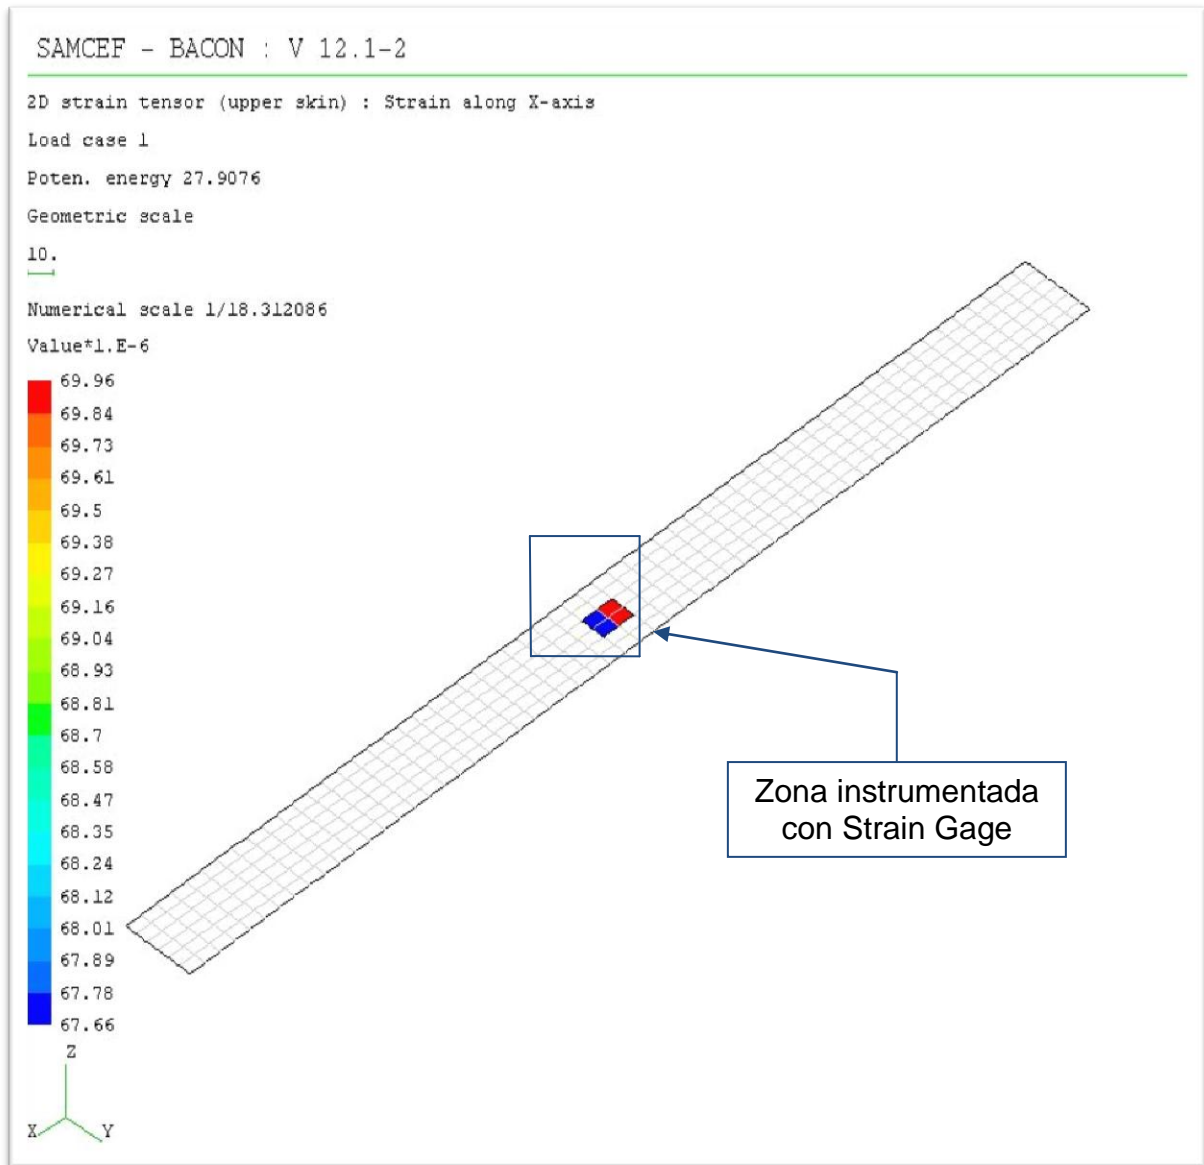 SAMCEF - BACON : V 12.1-2
2D strain tensor (upper skin) : Strain along X-axis
Load case 1
Poten. energy 27.9076
Geometric scale
10.
Numerical scale 1/18.312086
Value*1.E-6
69.96
69.84
69.73
69.61
69.5
69.38
69.27
69.16
69.04
68.93
68.81
68.7
68.58
68.47
68.35
68.24
68.12
68.01
67.89
67.78
67.66
Zona instrumentada
con Strain Gage
Z
X
Y